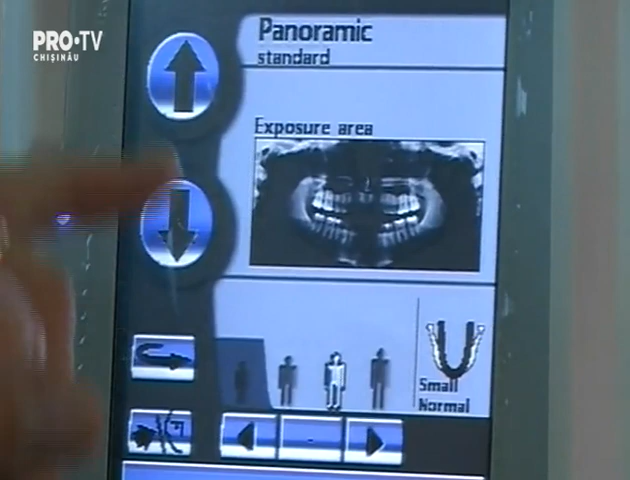 PRO•TV
CHIȘINĂU
Panoramic
standard
Exposure area
Small
Normal